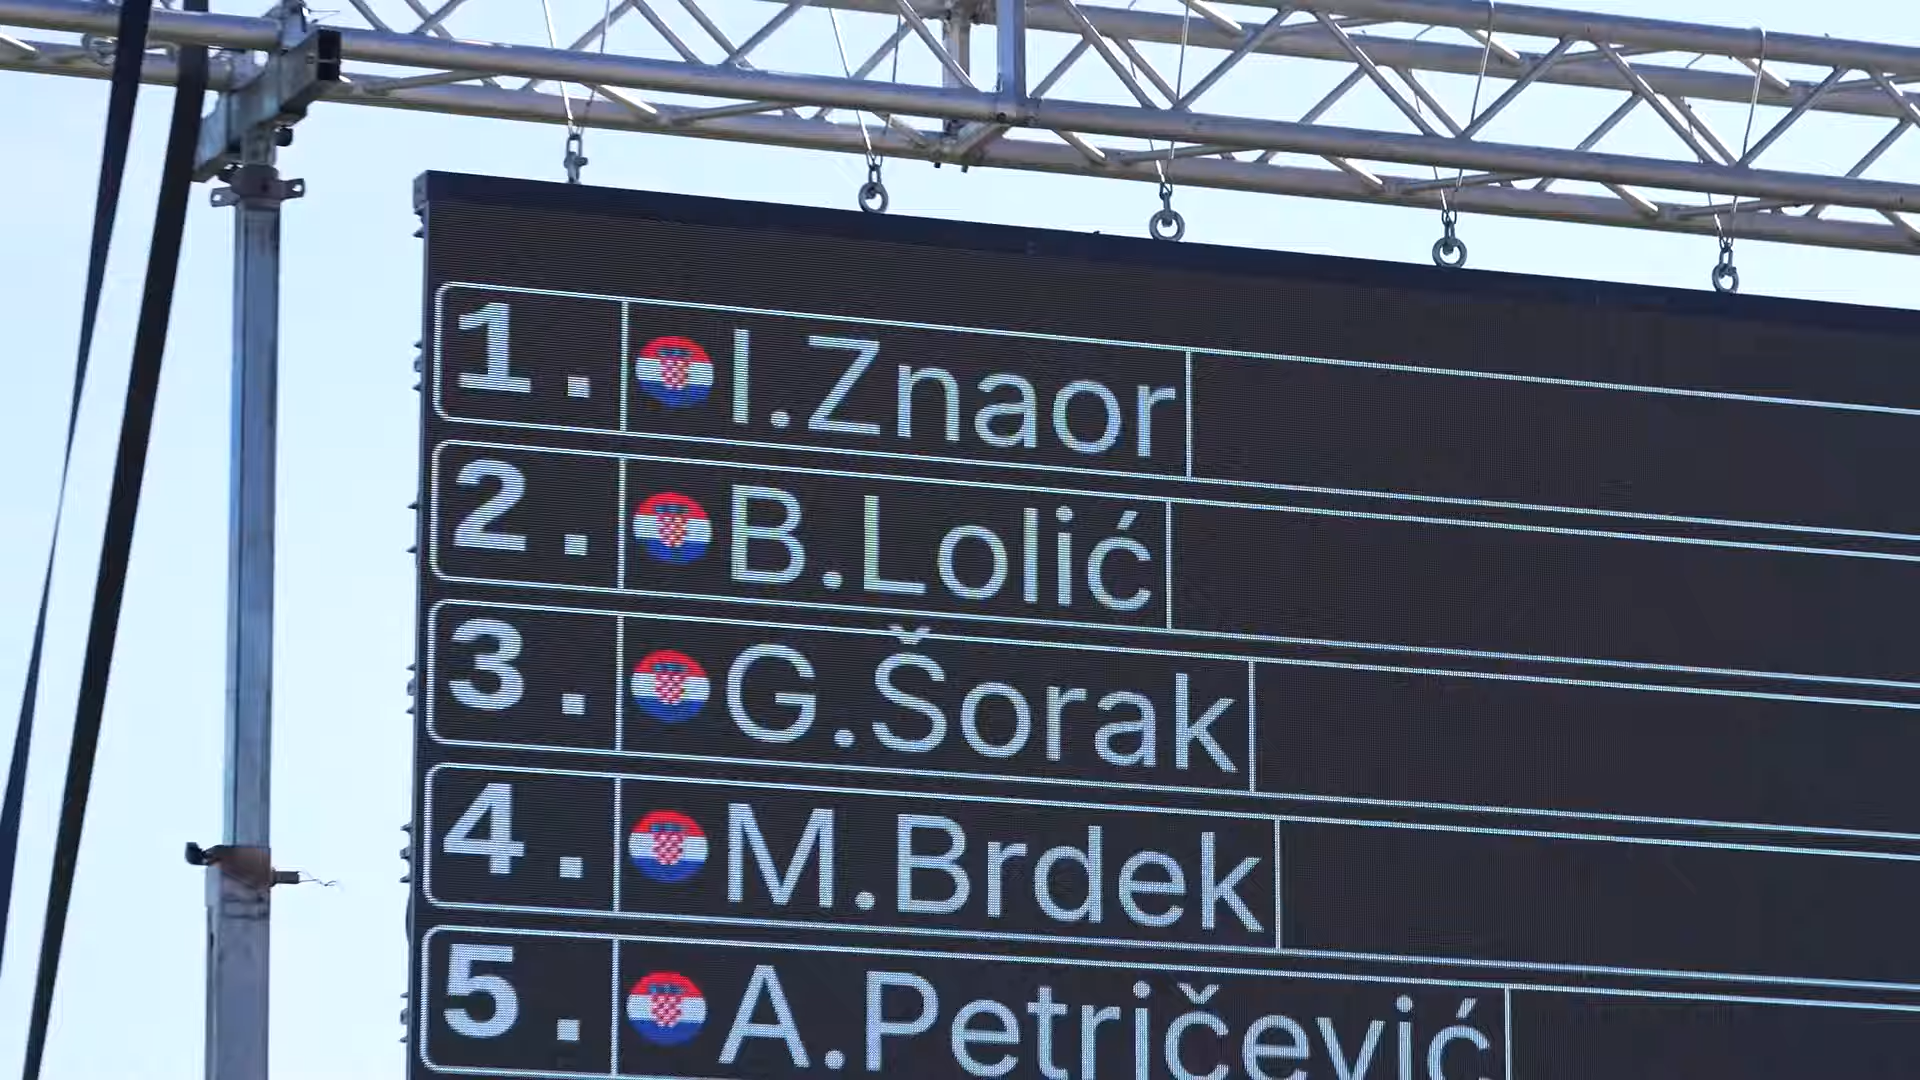 1. I.Znaor
2. B.Lolić
3. G.Šorak
4. M.Brdek
5. A.Petričević